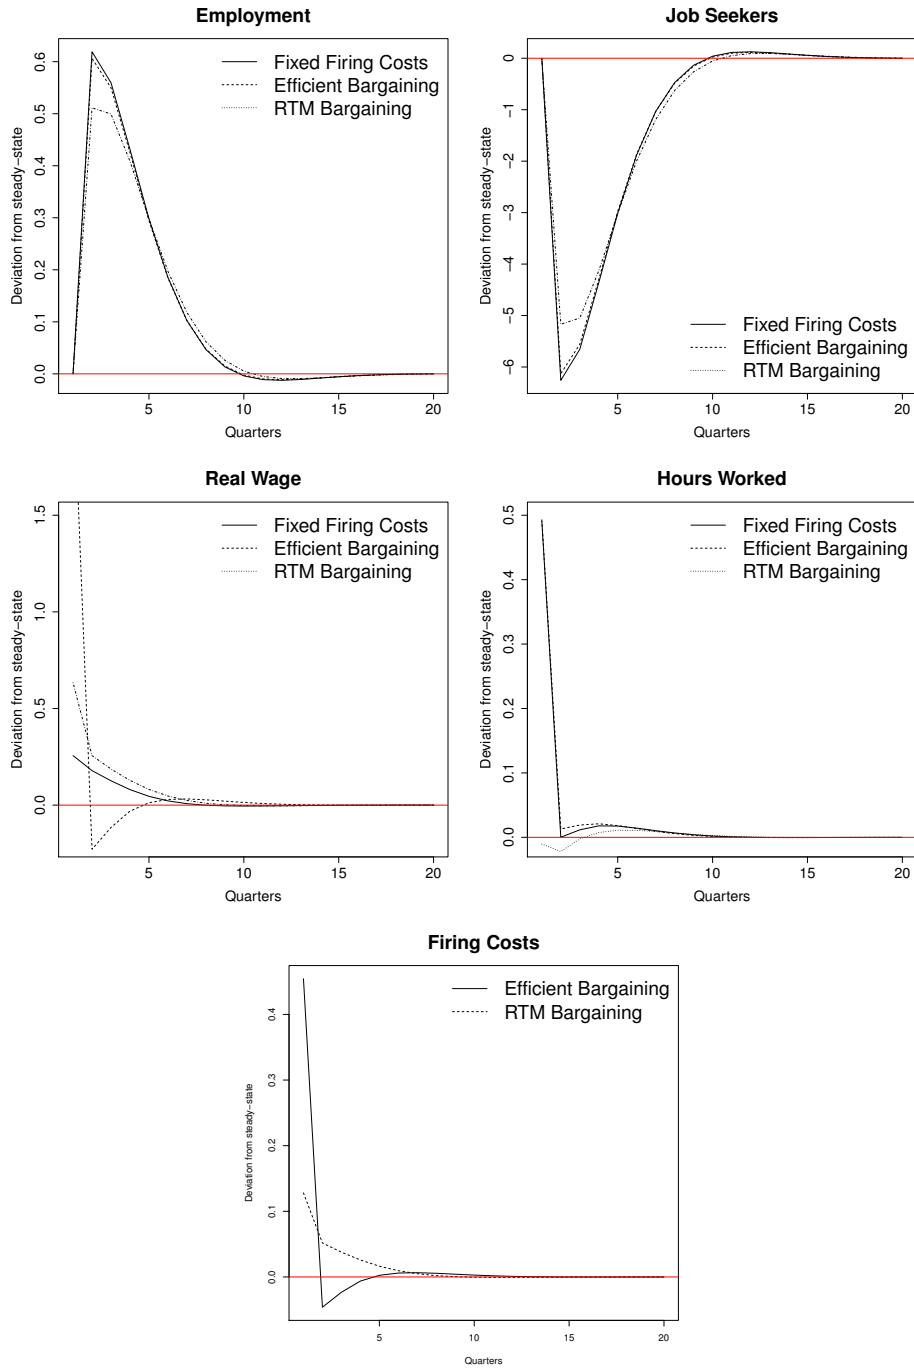 Employment
Deviation from steady-state
0.0 0.1 0.2 0.3 0.4 0.5 0.6
Fixed Firing Costs
Efficient Bargaining
RTM Bargaining
5 10 15 20
Quarters
Job Seekers
Deviation from steady-state
-6 -5 -4 -3 -2 -1 0
Fixed Firing Costs
Efficient Bargaining
RTM Bargaining
5 10 15 20
Quarters
Real Wage
Deviation from steady-state
0.0 0.5 1.0 1.5
Fixed Firing Costs
Efficient Bargaining
RTM Bargaining
5 10 15 20
Quarters
Hours Worked
Deviation from steady-state
0.0 0.1 0.2 0.3 0.4 0.5
Fixed Firing Costs
Efficient Bargaining
RTM Bargaining
5 10 15 20
Quarters
Firing Costs
Deviation from steady-state
0.0 0.1 0.2 0.3 0.4
Efficient Bargaining
RTM Bargaining
5 10 15 20
Quarters